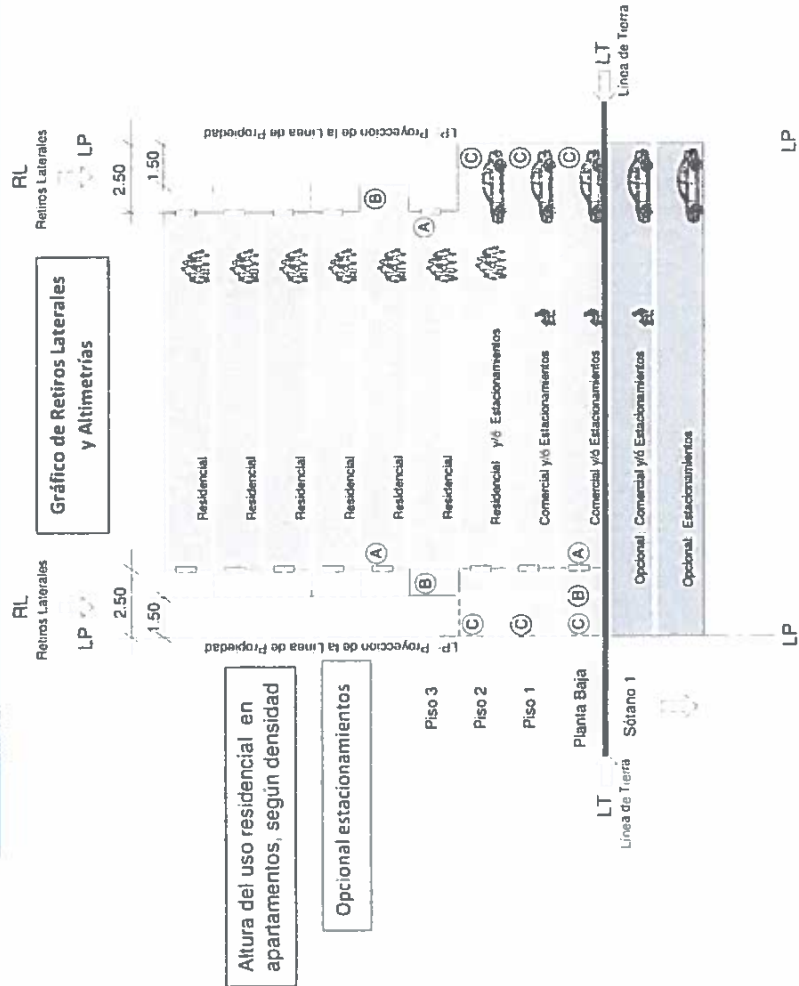 Gráfico de Retiros Laterales
y Altimetrías
RL
Retiros Laterales
LP
2.50
1.50
RL
Retiros Laterales
LP
2.50
1.50
Altura del uso residencial en
apartamentos, según densidad
Opcional estacionamientos
LP- Proyeccion de la Linea de Propiedad
LP- Proyeccion de la Linea de Propiedad
Residencial
Residencial
Residencial
Residencial
Residencial
A
B
Piso 3
B
Residencial
A
Piso 2
C
Residencial y/ó Estacionamientos
C
Piso 1
C
Comercial y/ó Estacionamientos
C
Planta Baja
C
B
A
Comercial y/ó Estacionamientos
C
LT
Línea de Tierra
LT
Línea de Tierra
Sótano 1
Opcional: Comercial y/ó Estacionamientos
Opcional: Estacionamientos
LP
LP